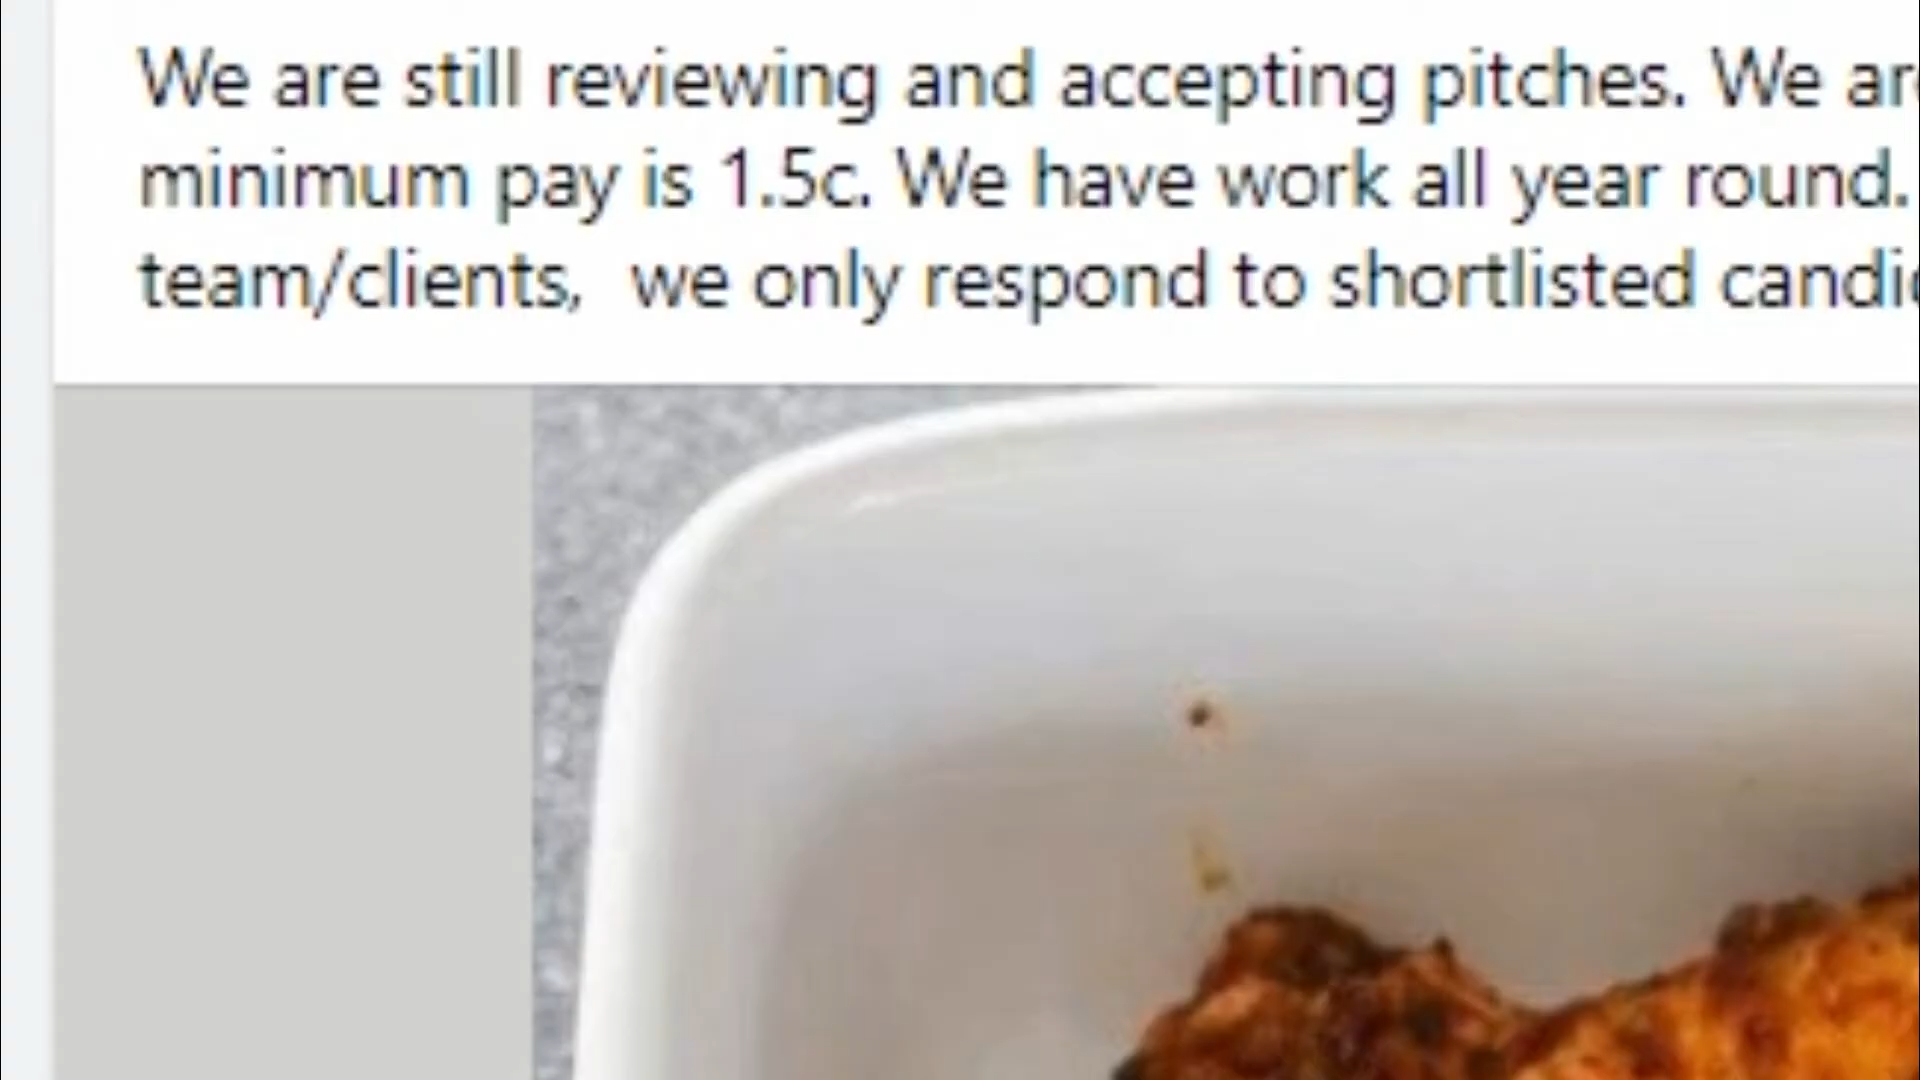 We are still reviewing and accepting pitches. We
minimum pay is 1.5c. We have work all year round.
team/clients, we only respond to shortlisted